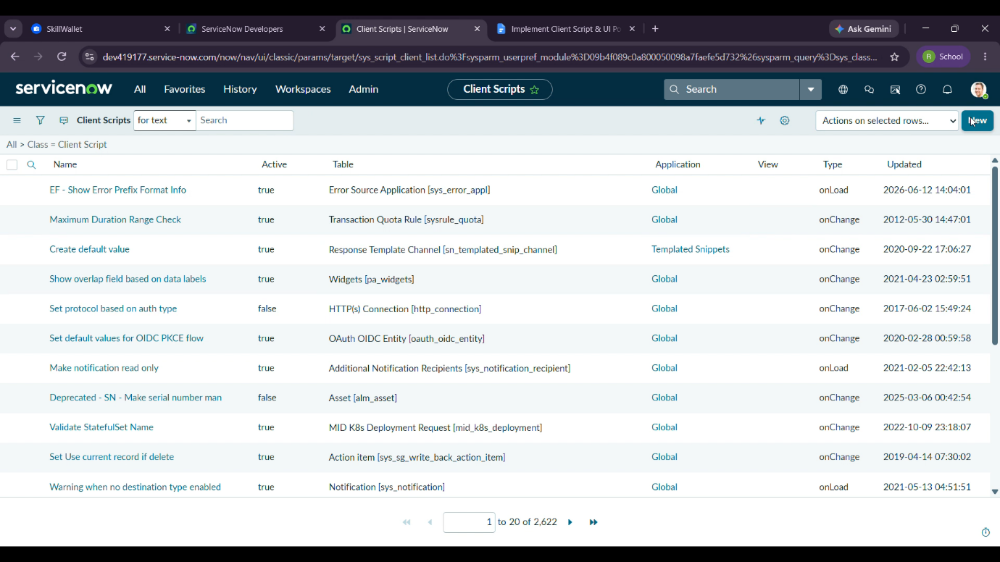 SkillWallet
ServiceNow Developers
Client Scripts | ServiceNow
Implement Client Script & UI Po
Ask Gemini
dev419177.service-now.com/now/nav/ui/classic/params/target/sys_script_client_list.do%3Fsysparm_userpref_module%3D09b4f089c0a800050098a7faefe5d732%26sysparm_query%3Dsys_class...
R School
servicenow All Favorites History Workspaces Admin Client Scripts Search
Client Scripts for text Search Actions on selected rows... New
All > Class = Client Script
Name Active Table Application View Type Updated
EF - Show Error Prefix Format Info true Error Source Application [sys_error_appl] Global onLoad 2026-06-12 14:04:01
Maximum Duration Range Check true Transaction Quota Rule [sysrule_quota] Global onChange 2012-05-30 14:47:01
Create default value true Response Template Channel [sn_templated_snip_channel] Templated Snippets onChange 2020-09-22 17:06:27
Show overlap field based on data labels true Widgets [pa_widgets] Global onChange 2021-04-23 02:59:51
Set protocol based on auth type false HTTP(s) Connection [http_connection] Global onChange 2017-06-02 15:49:24
Set default values for OIDC PKCE flow true OAuth OIDC Entity [oauth_oidc_entity] Global onChange 2020-02-28 00:59:58
Make notification read only true Additional Notification Recipients [sys_notification_recipient] Global onLoad 2021-02-05 22:42:13
Deprecated - SN - Make serial number man false Asset [alm_asset] Global onChange 2025-03-06 00:42:54
Validate StatefulSet Name true MID K8s Deployment Request [mid_k8s_deployment] Global onChange 2022-10-09 23:18:07
Set Use current record if delete true Action item [sys_sg_write_back_action_item] Global onChange 2019-04-14 07:30:02
Warning when no destination type enabled true Notification [sys_notification] Global onLoad 2021-05-13 04:51:51
1 to 20 of 2,622